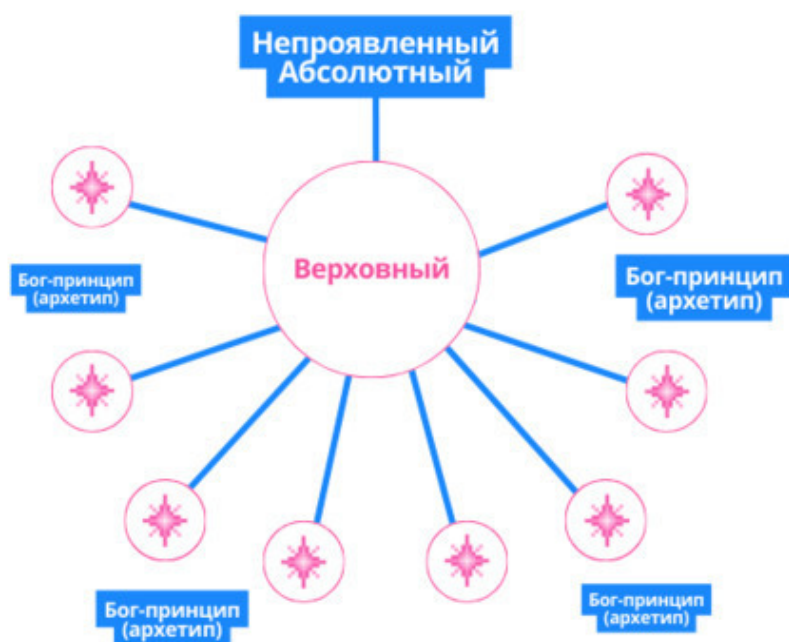 Непроявленный
Абсолютный
Верховный
Бог-принцип
(архетип)
Бог-принцип
(архетип)
Бог-принцип
(архетип)
Бог-принцип
(архетип)